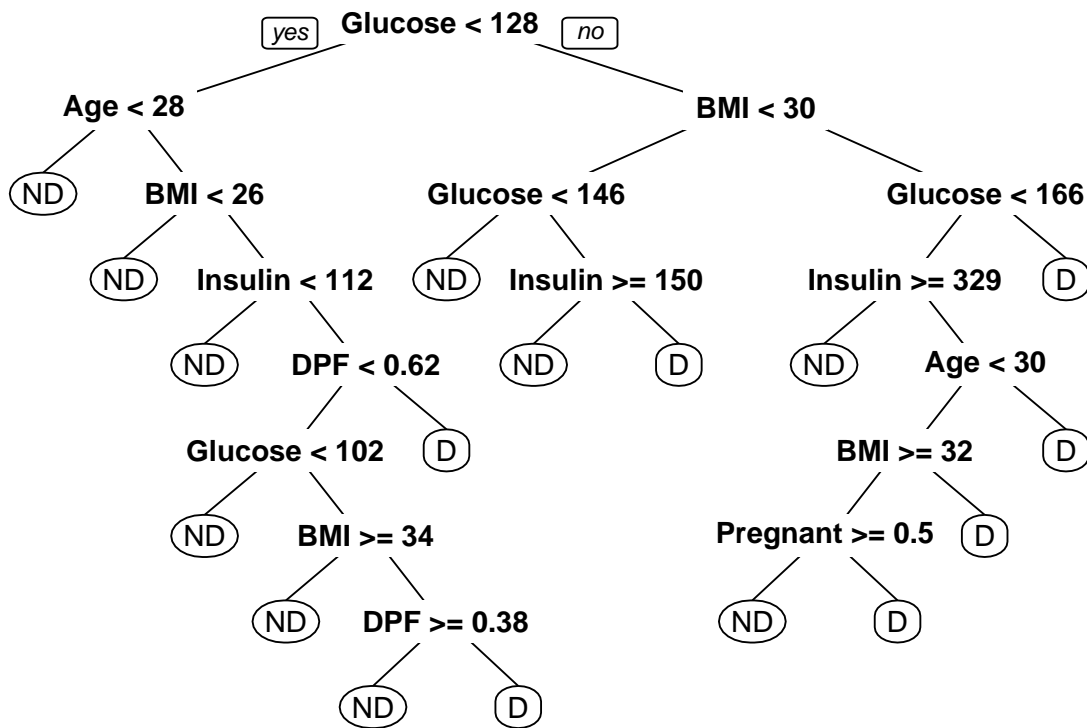 yes Glucose < 128 no
Age < 28 BMI < 30
ND BMI < 26 Glucose < 146 Glucose < 166
ND Insulin < 112 ND Insulin >= 150 Insulin >= 329 D
ND DPF < 0.62 ND D ND Age < 30
Glucose < 102 D BMI >= 32 D
ND BMI >= 34 Pregnant >= 0.5 D
ND DPF >= 0.38 ND D
ND D